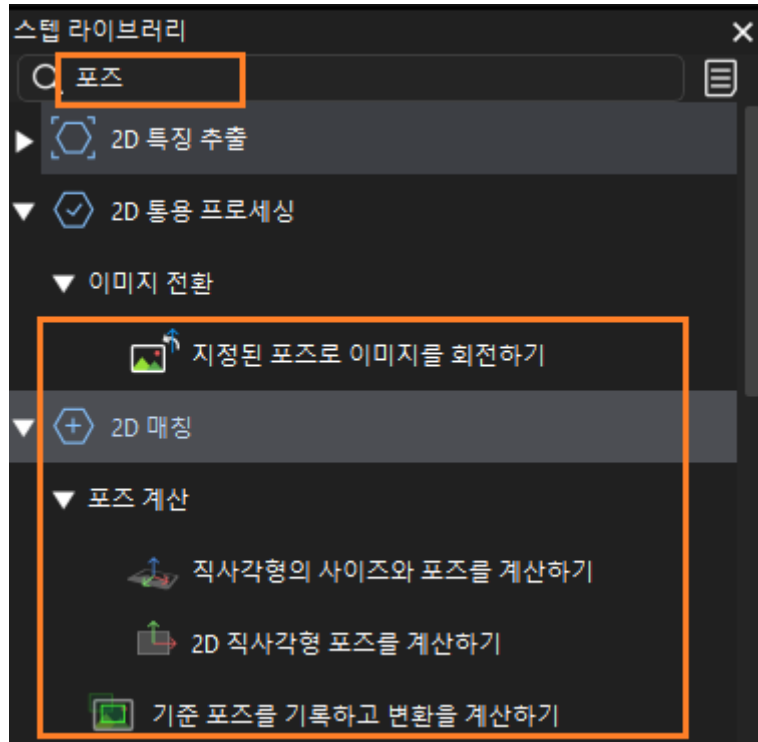 스텝 라이브러리
포즈
2D 특징 추출
2D 통용 프로세싱
이미지 전환
지정된 포즈로 이미지를 회전하기
2D 매칭
포즈 계산
직사각형의 사이즈와 포즈를 계산하기
2D 직사각형 포즈를 계산하기
기준 포즈를 기록하고 변환을 계산하기